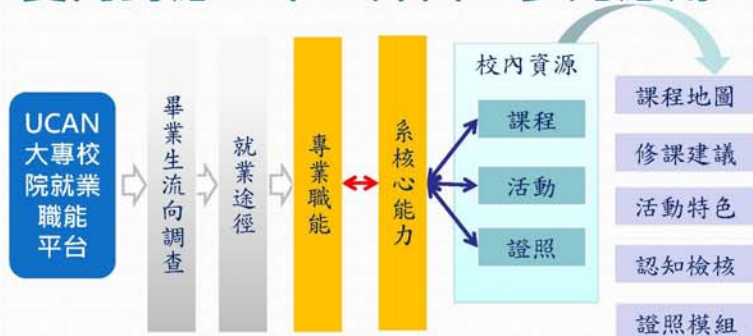 UCAN
大專校
院就業
職能
平台
畢業生流向調查
就業途徑
專業職能
系核心能力
校內資源
課程
活動
證照
課程地圖
修課建議
活動特色
認知檢核
證照模組